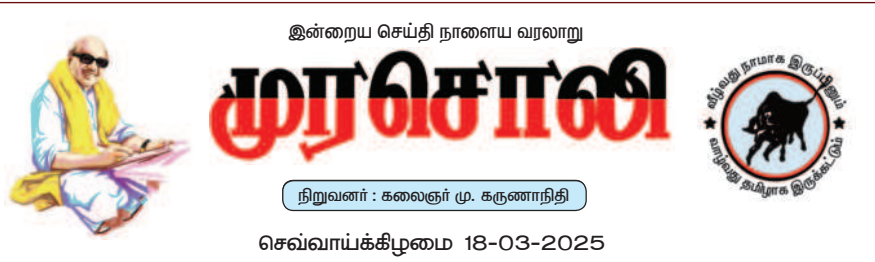 இன்றைய செய்தி நாளைய வரலாறு
முரசொலி
வீழ்வது நாமாக இருப்பினும்
வாழ்வது தமிழாக இருக்கட்டும்
நிறுவனர் : கலைஞர் மு. கருணாநிதி
செவ்வாய்க்கிழமை 18-03-2025